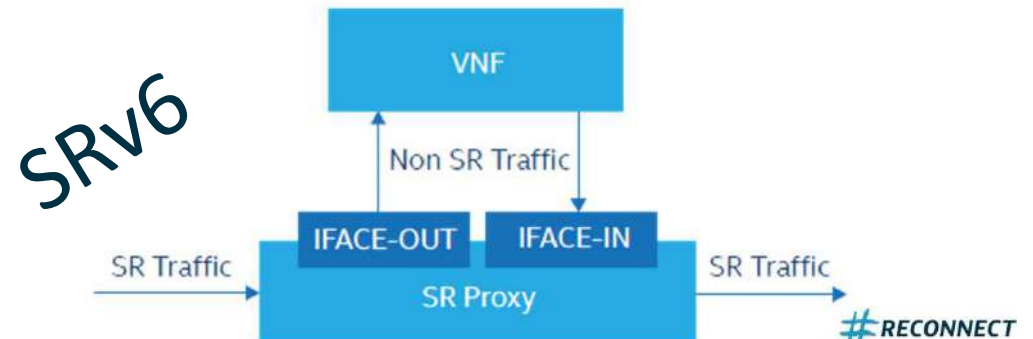 SRv6
VNF
Non SR Traffic
IFACE-OUT
IFACE-IN
SR Traffic
SR Proxy
SR Traffic
#RECONNECT